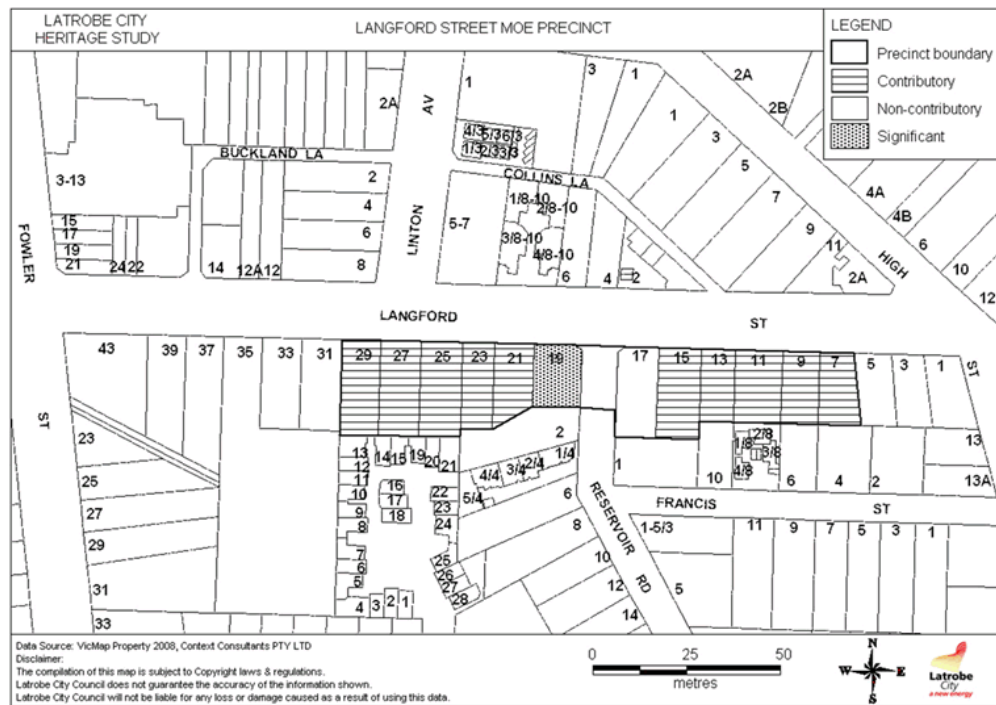 LATROBE CITY
HERITAGE STUDY
LANGFORD STREET MOE PRECINCT
LEGEND
Precinct boundary
Contributory
Non-contributory
Significant
2A
AV
1
3
1
2A
2B
1
3
5
7
9
11
2A
4A
4B
6
10
12
HIGH
ST
BUCKLAND LA
4/3 5/3 6/3
1/3 2/3 3/3
COLLINS LA
3-13
15
17
19
21
24 22
14
12A 12
2
4
6
8
FOWLER
ST
LINTON
5-7
1/8-10
2/8-10
3/8-10
4/8-10
6
4
2
LANGFORD
ST
43
39
37
35
33
31
29
27
25
23
21
19
17
15
13
11
9
7
5
3
1
23
25
27
29
31
33
13
12
11
10
9
8
7
6
5
4
3
2
1
14
15
19
20
21
16
17
18
22
23
24
25
26
27
28
2
1/4
2/4
3/4
4/4
5/4
6
8
10
12
14
RESERVOIR
RD
1
10
1/8
2/8
3/8
4/8
6
4
2
13
13A
FRANCIS
ST
1-5/3
5
11
9
7
5
3
1
Data Source: VicMap Property 2008, Context Consultants PTY LTD
Disclaimer:
The compilation of this map is subject to Copyright laws & regulations.
Latrobe City Council does not guarantee the accuracy of the information shown.
Latrobe City Council will not be liable for any loss or damage caused as a result of using this data.
0 25 50
metres
N
W E
S
Latrobe
City
a new energy